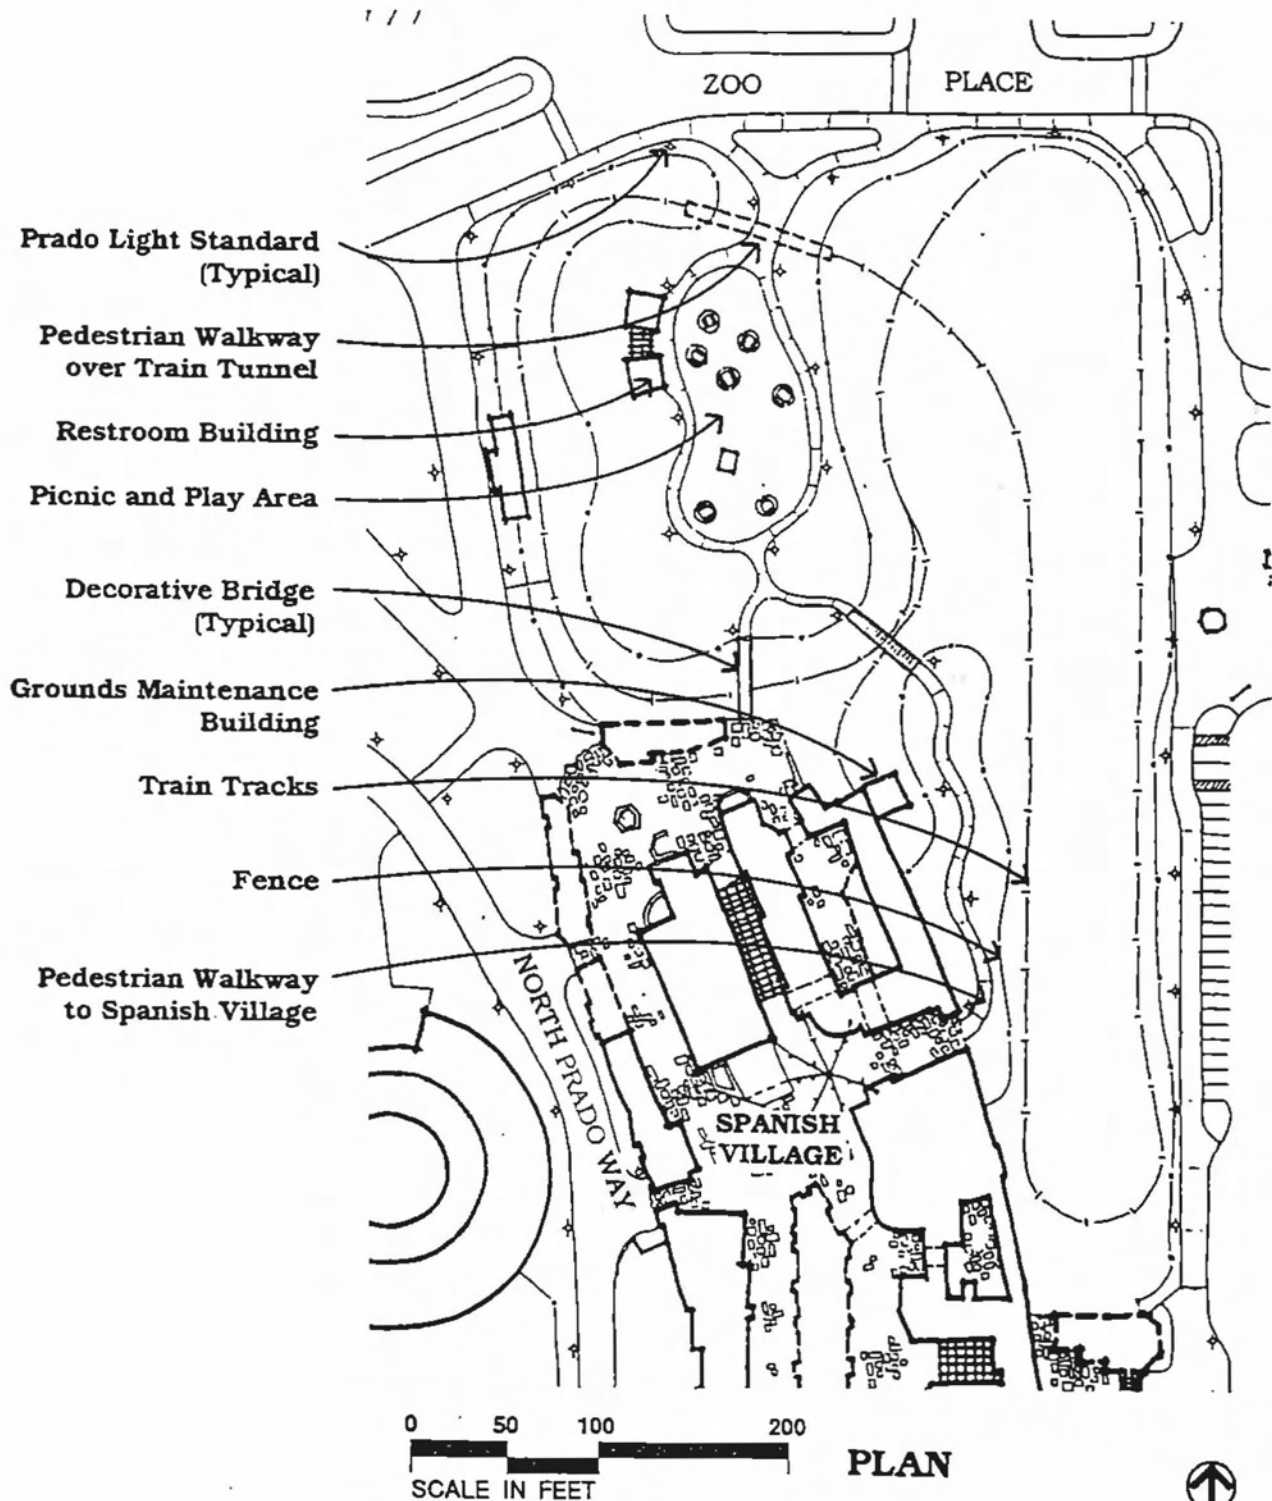 ZOO PLACE
Prado Light Standard
(Typical)
Pedestrian Walkway
over Train Tunnel
Restroom Building
Picnic and Play Area
Decorative Bridge
(Typical)
Grounds Maintenance
Building
Train Tracks
Fence
Pedestrian Walkway
to Spanish Village
NORTH PRADO WAY
SPANISH
VILLAGE
0 50 100 200
SCALE IN FEET
PLAN